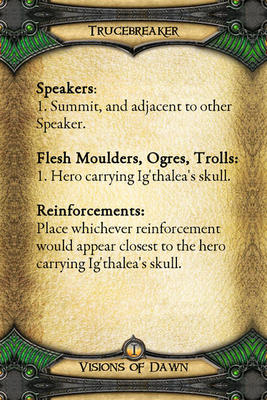 Trucebreaker
Speakers:
1. Summit, and adjacent to other
Speaker.
Flesh Moulders, Ogres, Trolls:
1. Hero carrying Ig'thalea's skull.
Reinforcements:
Place whichever reinforcement
would appear closest to the hero
carrying Ig'thalea's skull.
I
Visions of Dawn